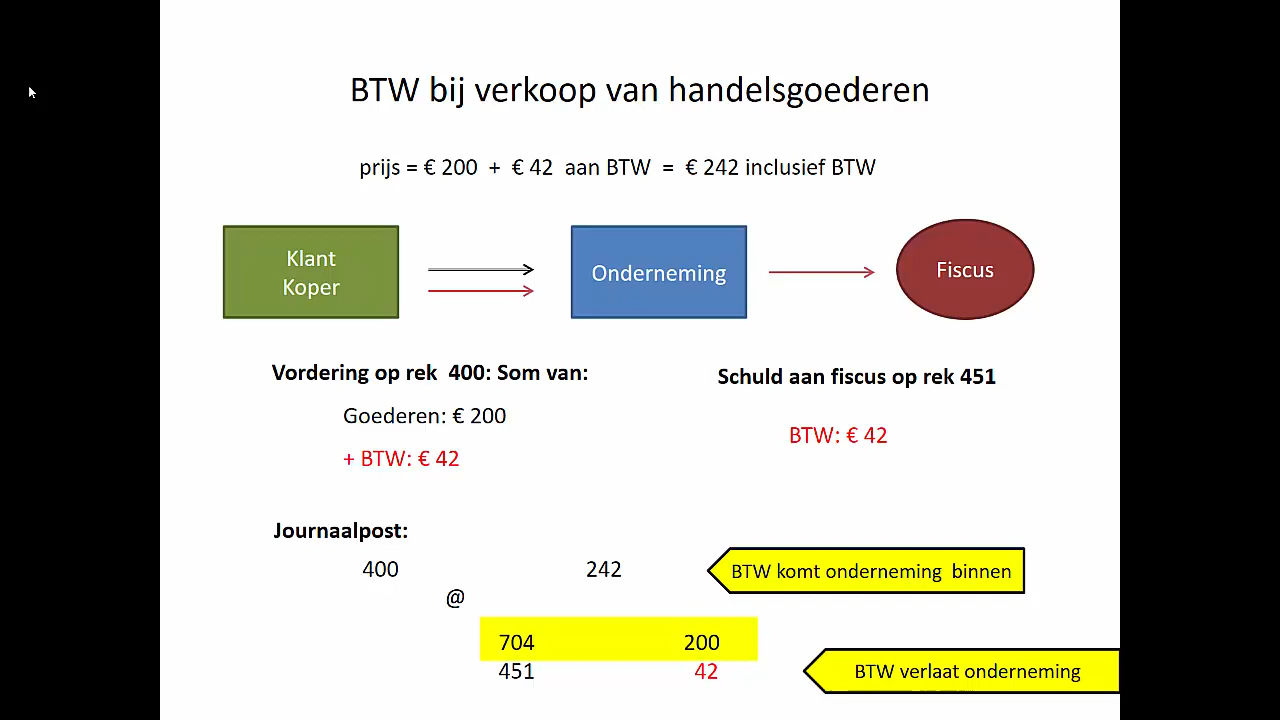 BTW bij verkoop van handelsgoederen
prijs = € 200 + € 42 aan BTW = € 242 inclusief BTW
Klant
Koper
Onderneming
Fiscus
Vordering op rek 400: Som van:
Schuld aan fiscus op rek 451
Goederen: € 200
BTW: € 42
+ BTW: € 42
Journaalpost:
400 242
BTW komt onderneming binnen
@
704 200
451 42
BTW verlaat onderneming